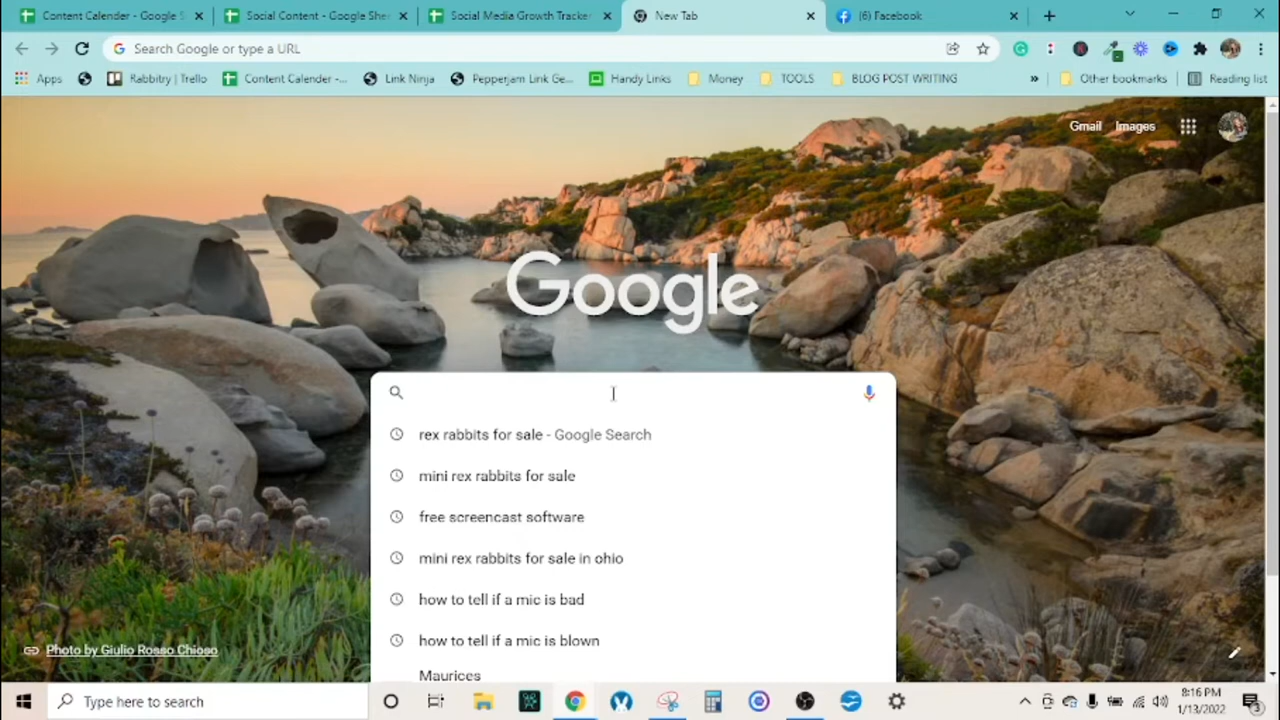 Content Calender - Google S
Social Content - Google She
Social Media Growth Tracker
New Tab
(6) Facebook
Search Google or type a URL
Apps
Rabbitry | Trello
Content Calender -...
Link Ninja
Pepperjam Link Ge...
Handy Links
Money
TOOLS
BLOG POST WRITING
»
Other bookmarks
Reading list
Gmail
Images
Google
rex rabbits for sale - Google Search
mini rex rabbits for sale
free screencast software
mini rex rabbits for sale in ohio
how to tell if a mic is bad
how to tell if a mic is blown
Maurices
Photo by Giulio Rosso Chioso
Type here to search
8:16 PM
1/13/2022
3